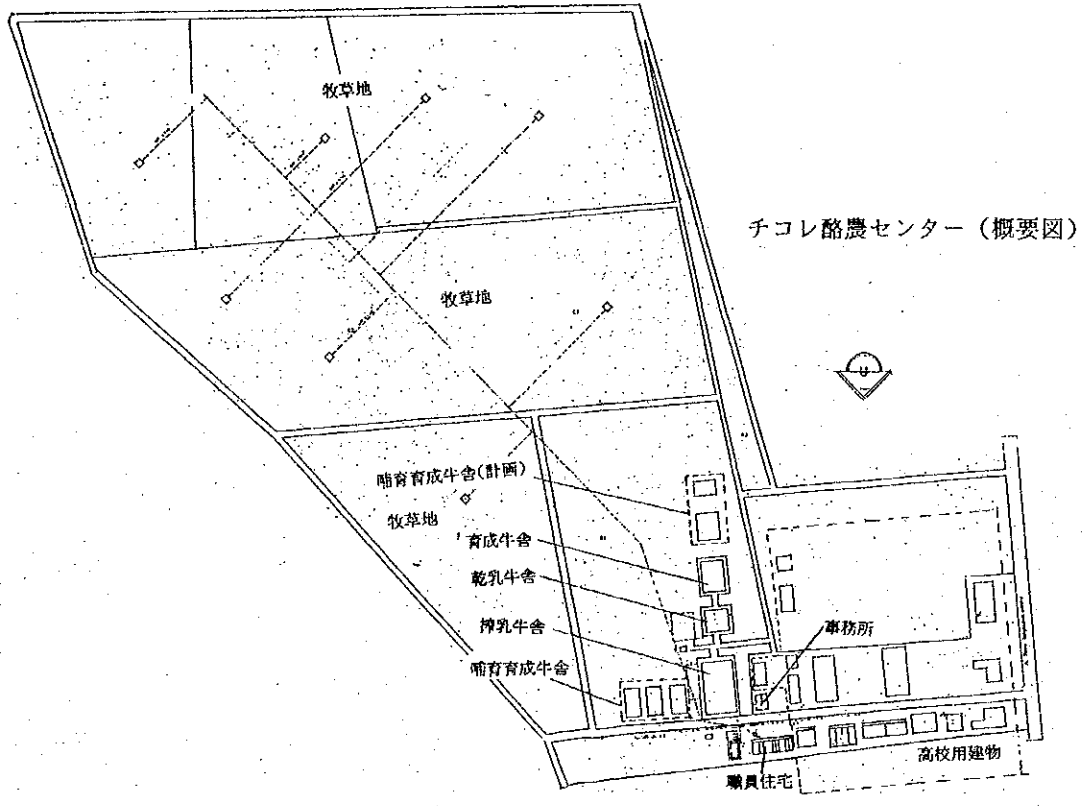 牧草地
チコレ酪農センター（概要図）
牧草地
哺育育成牛舎(計画)
牧草地
育成牛舎
乾乳牛舎
搾乳牛舎
事務所
哺育育成牛舎
高校用建物
職員住宅